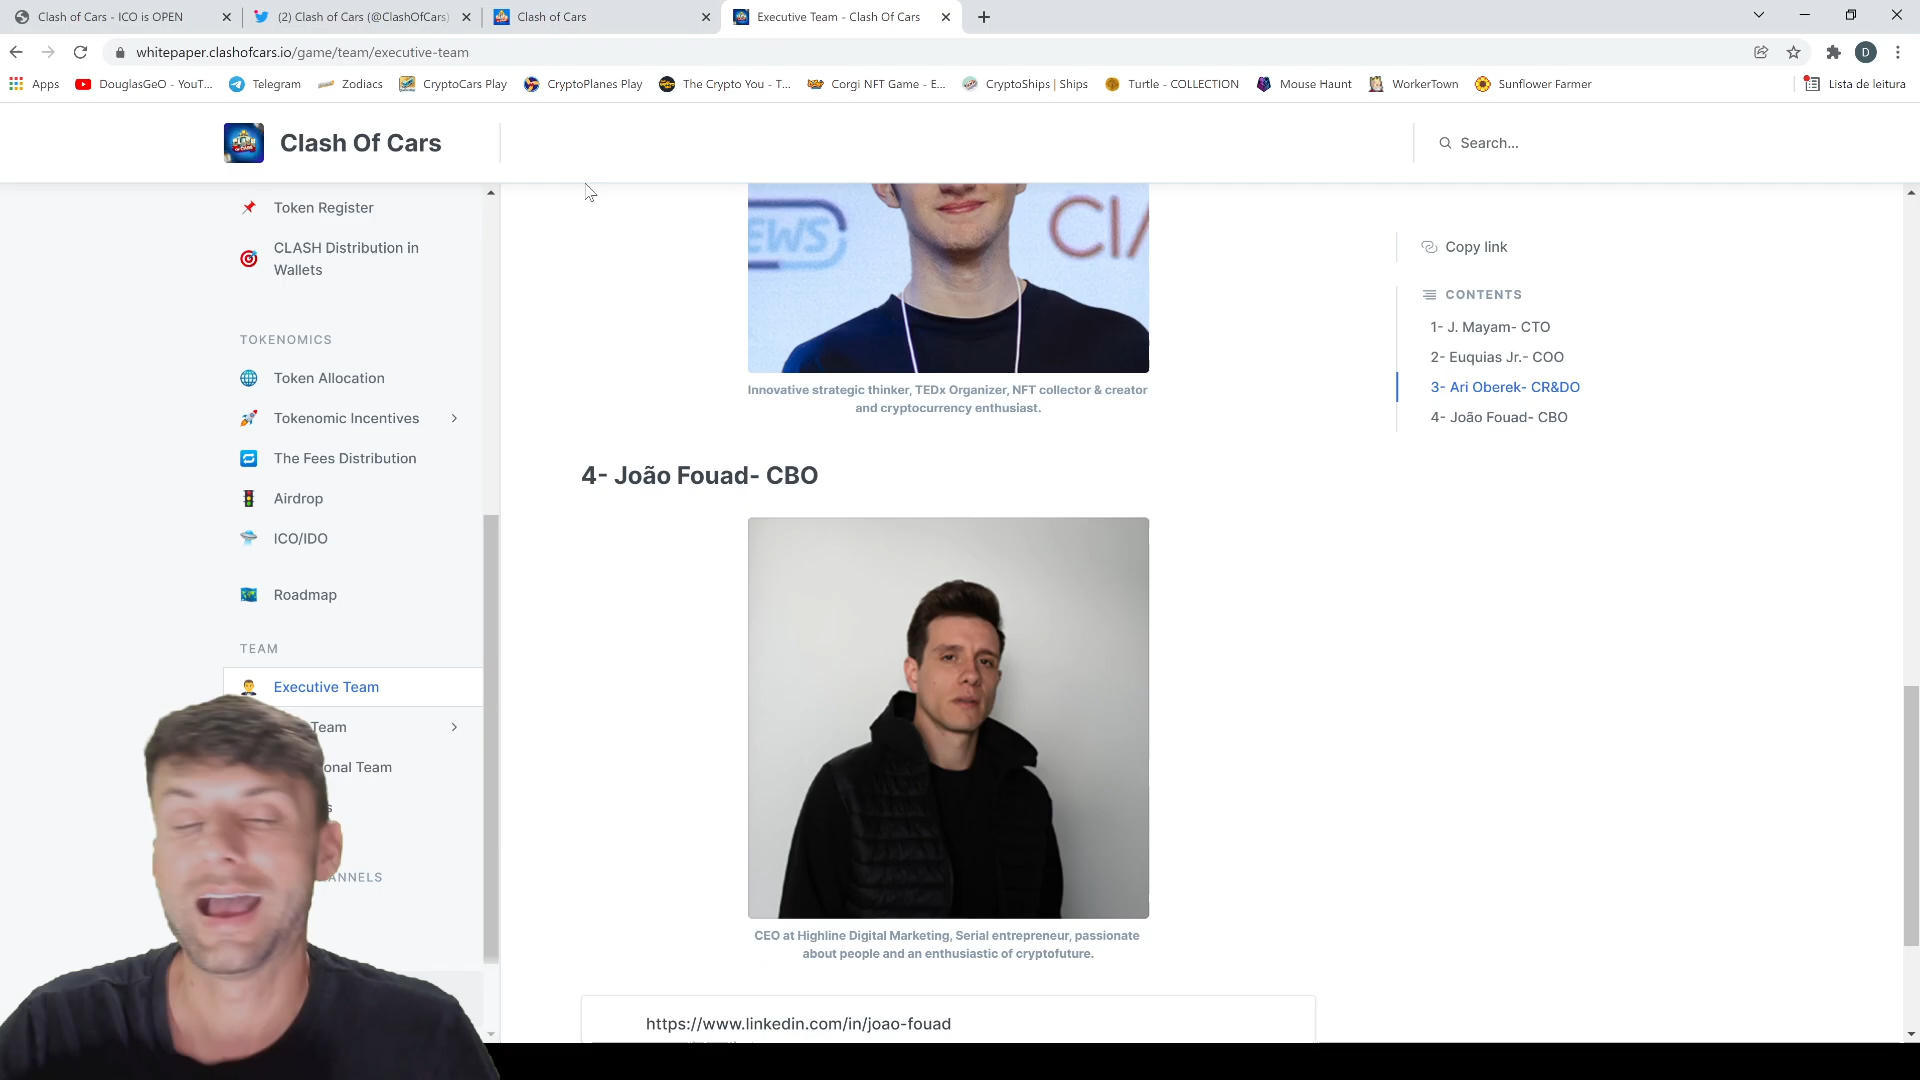 Clash of Cars - ICO is OPEN
(2) Clash of Cars (@ClashOfCars)
Clash of Cars
Executive Team - Clash Of Cars
whitepaper.clashofcars.io/game/team/executive-team
D
Apps
DouglasGeO - YouT...
Telegram
Zodiacs
CryptoCars Play
CryptoPlanes Play
The Crypto You - T...
Corgi NFT Game - E...
CryptoShips | Ships
Turtle - COLLECTION
Mouse Haunt
WorkerTown
Sunflower Farmer
Lista de leitura
Clash Of Cars
Search...
Token Register
CLASH Distribution in
Wallets
TOKENOMICS
Token Allocation
Tokenomic Incentives
The Fees Distribution
Airdrop
ICO/IDO
Roadmap
TEAM
Executive Team
Team
onal Team
s
ANNELS
EWS
CI
Innovative strategic thinker, TEDx Organizer, NFT collector & creator
and cryptocurrency enthusiast.
4- João Fouad- CBO
CEO at Highline Digital Marketing, Serial entrepreneur, passionate
about people and an enthusiastic of cryptofuture.
https://www.linkedin.com/in/joao-fouad
Copy link
CONTENTS
1- J. Mayam- CTO
2- Euquias Jr.- COO
3- Ari Oberek- CR&DO
4- João Fouad- CBO